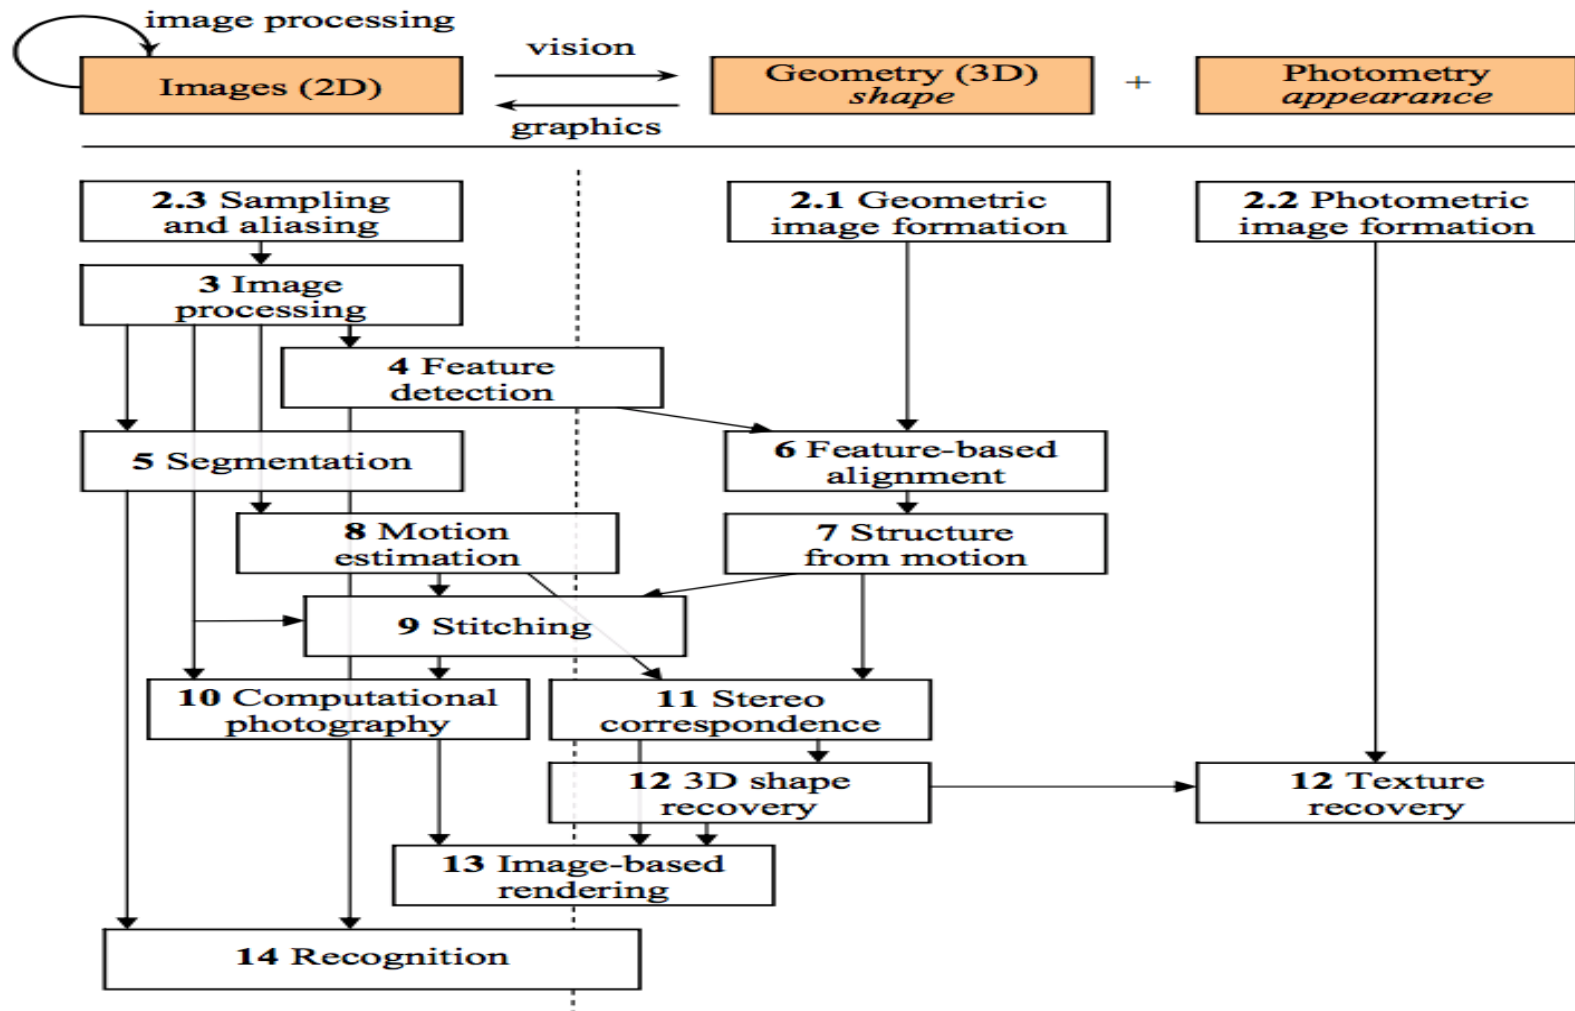 image processing
Images (2D)
vision
graphics
Geometry (3D)
shape
+
Photometry
appearance
2.3 Sampling
and aliasing
2.1 Geometric
image formation
2.2 Photometric
image formation
3 Image
processing
4 Feature
detection
5 Segmentation
6 Feature-based
alignment
8 Motion
estimation
7 Structure
from motion
9 Stitching
10 Computational
photography
11 Stereo
correspondence
12 3D shape
recovery
12 Texture
recovery
13 Image-based
rendering
14 Recognition